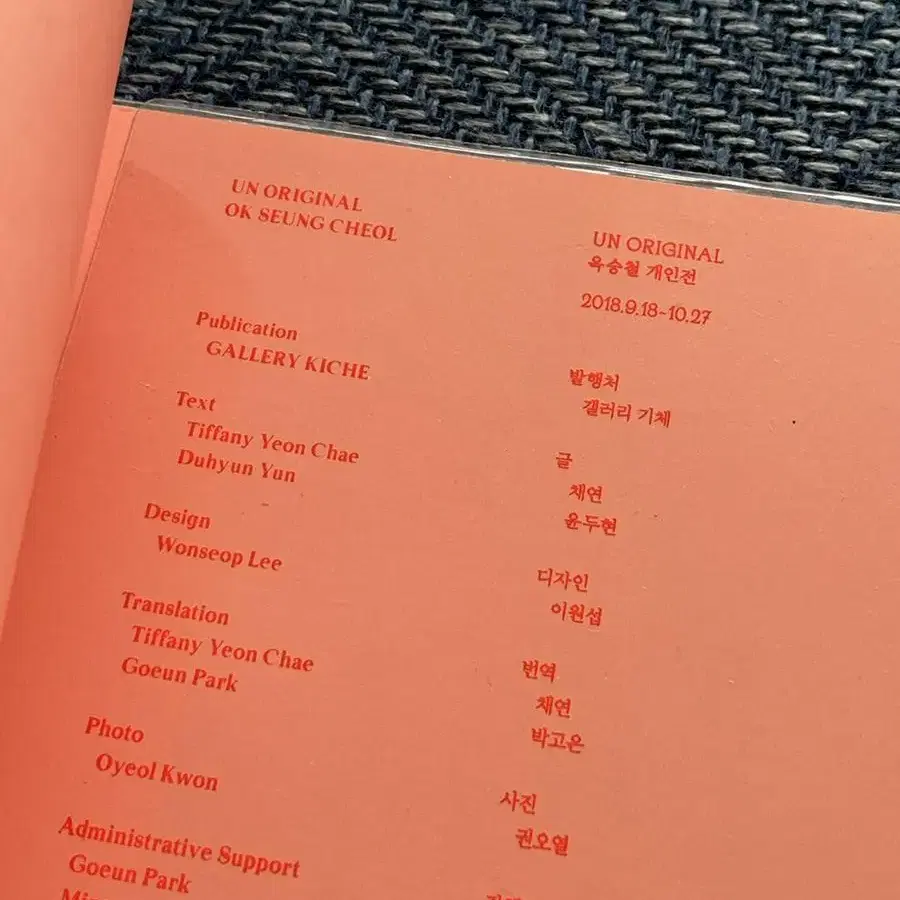 UN ORIGINAL
OK SEUNG CHEOL
Publication
GALLERY KICHE
Text
Tiffany Yeon Chae
Duhyun Yun
Design
Wonseop Lee
Translation
Tiffany Yeon Chae
Goeun Park
Photo
Oyeol Kwon
Administrative Support
Goeun Park
UN ORIGINAL
옥승철 개인전
2018.9.18-10.27
발행처
갤러리 기체
글
채연
윤두현
디자인
이원섭
번역
채연
박고은
사진
권오열